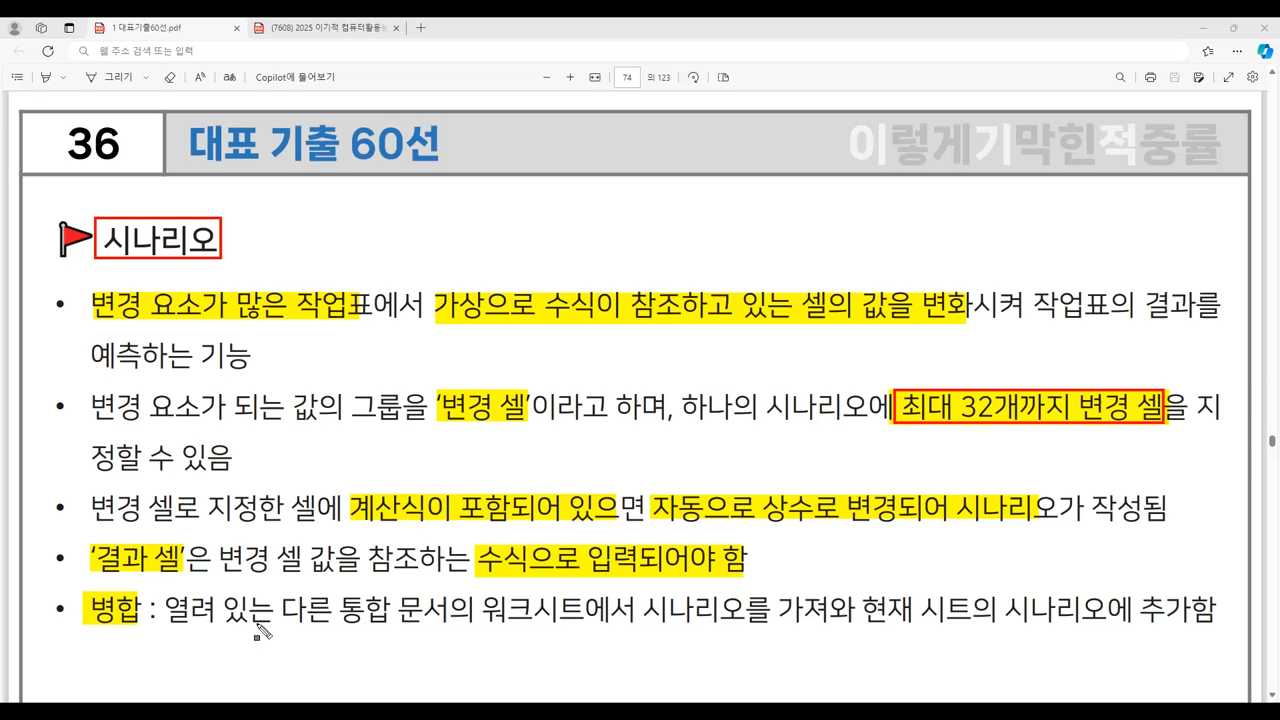 1 대표기출60선.pdf
(7608) 2025 이기적 컴퓨터활용능
웹 주소 검색 또는 입력
그리기
가あ
Copilot에 물어보기
74
의 123
36
대표 기출 60선
이렇게기막힌적중률
시나리오
• 변경 요소가 많은 작업표에서 가상으로 수식이 참조하고 있는 셀의 값을 변화시켜 작업표의 결과를
예측하는 기능
• 변경 요소가 되는 값의 그룹을 ‘변경 셀’이라고 하며, 하나의 시나리오에 최대 32개까지 변경 셀을 지
정할 수 있음
• 변경 셀로 지정한 셀에 계산식이 포함되어 있으면 자동으로 상수로 변경되어 시나리오가 작성됨
• ‘결과 셀’은 변경 셀 값을 참조하는 수식으로 입력되어야 함
• 병합 : 열려 있는 다른 통합 문서의 워크시트에서 시나리오를 가져와 현재 시트의 시나리오에 추가함